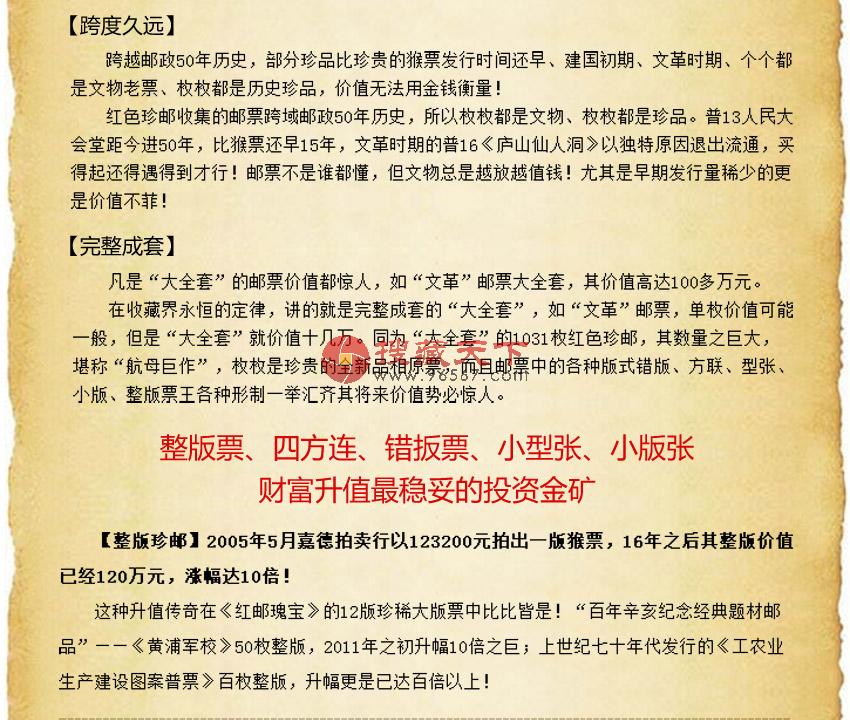 【跨度久远】
跨越邮政50年历史，部分珍品比珍贵的猴票发行时间还早、建国初期、文革时期、个个都
是文物老票、枚枚都是历史珍品，价值无法用金钱衡量！
红色珍邮收集的邮票跨域邮政50年历史，所以枚枚都是文物、枚枚都是珍品。普13人民大
会堂距今进50年，比猴票还早15年，文革时期的普16《庐山仙人洞》以独特原因退出流通，买
得起还得遇得到才行！邮票不是谁都懂，但文物总是越放越值钱！尤其是早期发行量稀少的更
是价值不菲！
【完整成套】
凡是“大全套”的邮票价值都惊人，如“文革”邮票大全套，其价值高达100多万元。
在收藏界永恒的定律，讲的就是完整成套的“大全套”，如“文革”邮票，单枚价值可能
一般，但是“大全套”就价值十几万。因为“大全套”的1031枚红色珍邮，其数量之巨大，
堪称“航母巨作”，枚枚是珍贵的全新品相原票，而且邮票中的各种版式错版、方联、型张、
小版、整版票王各种形制一举汇齐其将来价值势必惊人。
搜藏天下
www.96567.com
整版票、四方连、错扳票、小型张、小版张
财富升值最稳妥的投资金矿
【整版珍邮】2005年5月嘉德拍卖行以123200元拍出一版猴票，16年之后其整版价值
已经120万元，涨幅达10倍！
这种升值传奇在《红邮瑰宝》的12版珍稀大版票中比比皆是！“百年辛亥纪念经典题材邮
品”——《黄浦军校》50枚整版，2011年之初升幅10倍之巨；上世纪七十年代发行的《工农业
生产建设图案普票》百枚整版，升幅更是已达百倍以上！